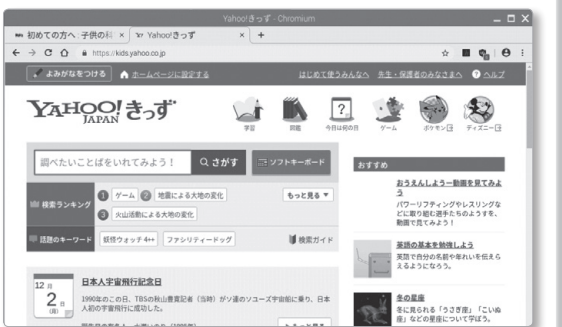 Yahoo!きっず - Chromium
初めての方へ : 子供の科
Yahoo!きっず
https://kids.yahoo.co.jp
よみがなをつける
ホームページに設定する
はじめて使うみんなへ
先生・保護者のみなさまへ
ヘルプ
YAHOO! きっず
JAPAN
学習
図鑑
今日は何の日
ゲーム
ポケモン
ディズニー
調べたいことばをいれてみよう!
さがす
ソフトキーボード
検索ランキング
1 ゲーム 2 地震による大地の変化
3 火山活動による大地の変化
もっと見る ▼
話題のキーワード
妖怪ウォッチ4++
ファシリティードッグ
検索ガイド
12月
2日
(月)
日本人宇宙飛行記念日
1990年のこの日、TBSの秋山豊寛記者(当時)がソ連のソユーズ宇宙船に乗り、日本
人初の宇宙飛行に成功した。
おすすめ
おうえんしよう―動画を見てみよ
う
パワーリフティングやレスリングな
どに取り組む選手たちのようすを、
動画で見てみよう!
英語の基本を勉強しよう
英語で自分の名前や年れいを伝えら
えるようになろう。
冬の星座
冬に見られる「うさぎ座」「こいぬ
座」などの星座について学ぼう。